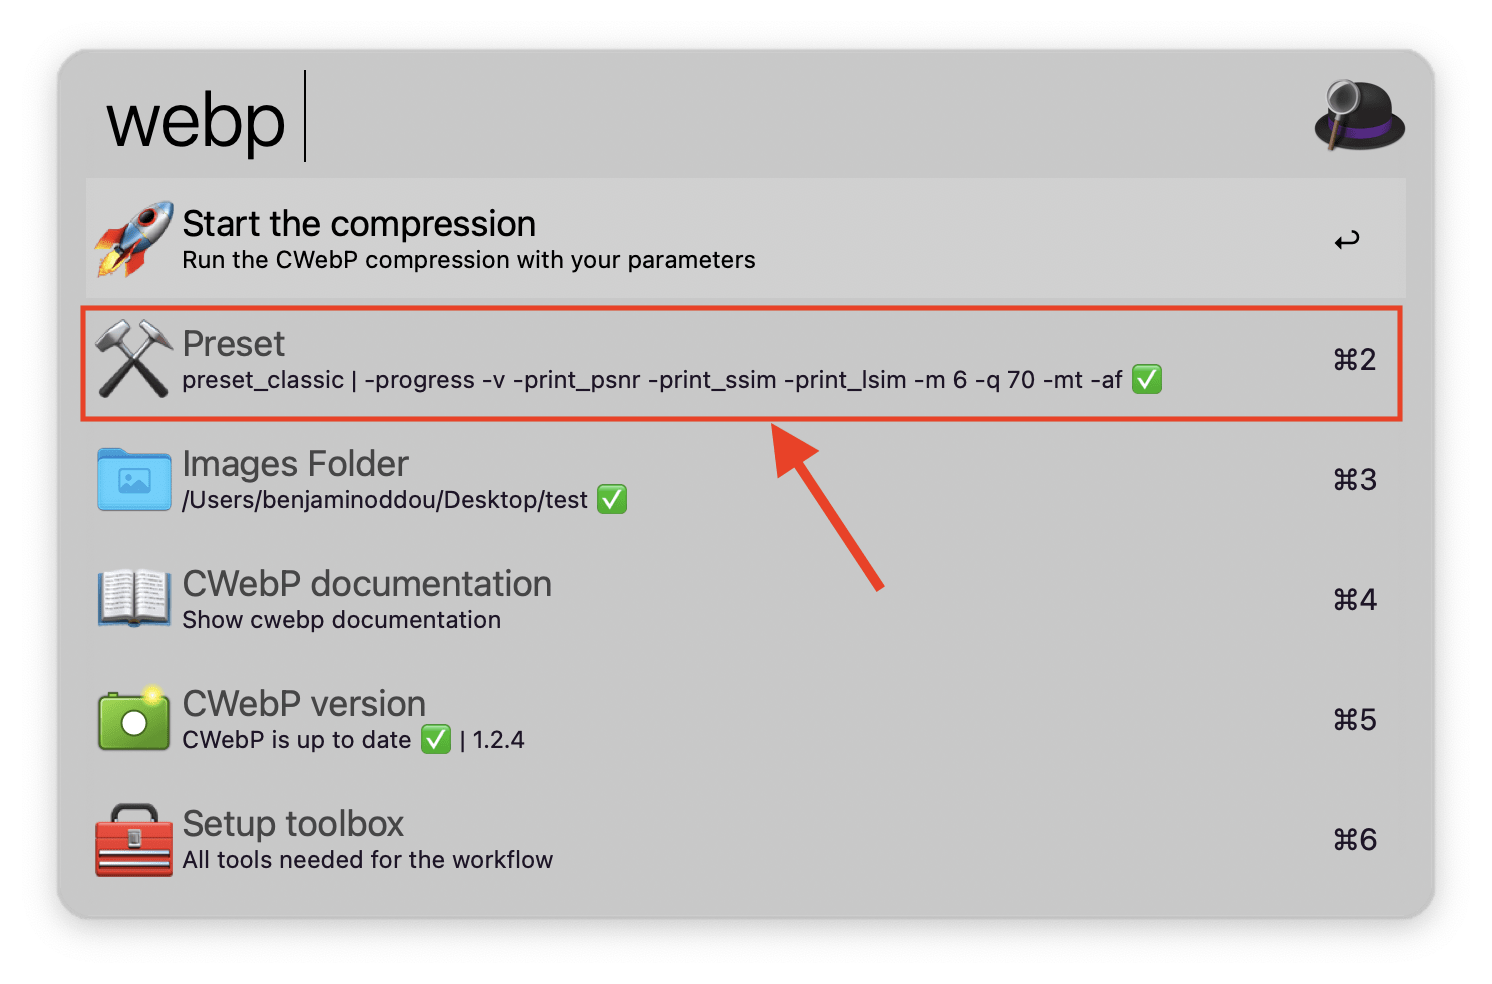 webp
Start the compression
Run the CWebP compression with your parameters
↩
Preset
preset_classic | -progress -v -print_psnr -print_ssim -print_lsim -m 6 -q 70 -mt -af ✅
⌘2
Images Folder
/Users/benjaminoddou/Desktop/test ✅
⌘3
CWebP documentation
Show cwebp documentation
⌘4
CWebP version
CWebP is up to date ✅ | 1.2.4
⌘5
Setup toolbox
All tools needed for the workflow
⌘6